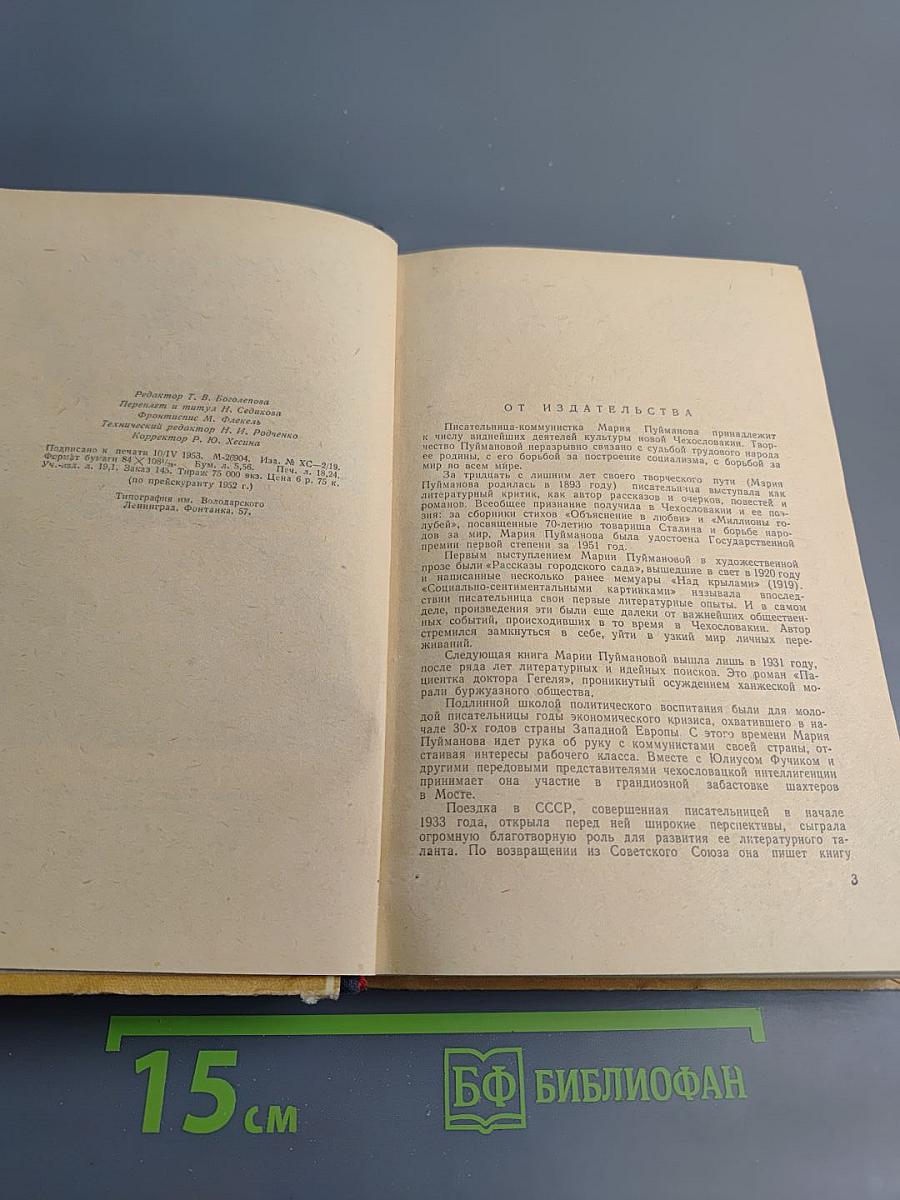 Редактор Т. В. Боголепова
Переплет и титул Н. Седикова
Фронтиспис М. Флекель
Технический редактор Н. И. Родченко
Корректор Р. Ю. Хесина
Подписано к печати 10/IV 1953. М-26904. Изд. № ХС—2/19.
Формат бумаги 84 × 108¹/₃₂. Бум. л. 5,56. Печ. л. 18,24.
Уч.-изд. л. 19,1. Заказ 145. Тираж 75 000 экз. Цена 6 р. 75 к.
(по прейскуранту 1952 г.)
Типография им. Володарского
Ленинград, Фонтанка, 57.
ОТ ИЗДАТЕЛЬСТВА
Писательница-коммунистка Мария Пуйманова принадлежит
к числу виднейших деятелей культуры новой Чехословакии. Твор-
чество Пуймановой неразрывно связано с судьбой трудового народа
ее родины, с его борьбой за построение социализма, с борьбой за
мир во всем мире.
За тридцать с лишним лет своего творческого пути (Мария
Пуйманова родилась в 1893 году) писательница выступала как
литературный критик, как автор рассказов и очерков, повестей и
романов. Всеобщее признание получила в Чехословакии и ее поэ-
зия: за сборники стихов «Объяснение в любви» и «Миллионы го-
лубей», посвященные 70-летию товарища Сталина и борьбе наро-
дов за мир, Мария Пуйманова была удостоена Государственной
премии первой степени за 1951 год.
Первым выступлением Марии Пуймановой в художественной
прозе были «Рассказы городского сада», вышедшие в свет в 1920 году
и написанные несколько ранее мемуары «Над крылами» (1919).
«Социально-сентиментальными картинками» называла впослед-
ствии писательница свои первые литературные опыты. И в самом
деле, произведения эти были еще далеки от важнейших обществен-
ных событий, происходивших в то время в Чехословакии. Автор
стремился замкнуться в себе, уйти в узкий мир личных пере-
живаний.
Следующая книга Марии Пуймановой вышла лишь в 1931 году,
после ряда лет литературных и идейных поисков. Это роман «Па-
циентка доктора Гегеля», проникнутый осуждением ханжеской мо-
рали буржуазного общества.
Подлинной школой политического воспитания были для моло-
дой писательницы годы экономического кризиса, охватившего в на-
чале 30-х годов страны Западной Европы. С этого времени Мария
Пуйманова идет рука об руку с коммунистами своей страны, от-
стаивая интересы рабочего класса. Вместе с Юлиусом Фучиком и
другими передовыми представителями чехословацкой интеллигенции
принимает она участие в грандиозной забастовке шахтеров
в Мосте.
Поездка в СССР, совершенная писательницей в начале
1933 года, открыла перед ней широкие перспективы, сыграла
огромную благотворную роль для развития ее литературного та-
ланта. По возвращении из Советского Союза она пишет книгу
3
15 см
БФ БИБЛИОФАН